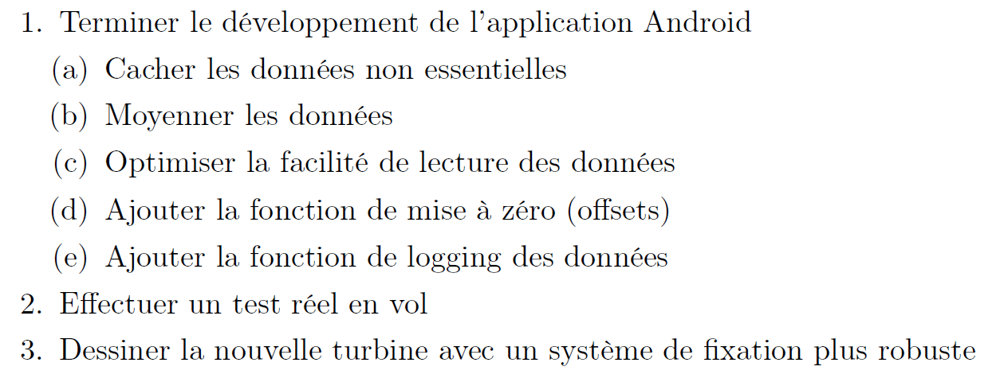 1. Terminer le développement de l'application Android
(a) Cacher les données non essentielles
(b) Moyenner les données
(c) Optimiser la facilité de lecture des données
(d) Ajouter la fonction de mise à zéro (offsets)
(e) Ajouter la fonction de logging des données
2. Effectuer un test réel en vol
3. Dessiner la nouvelle turbine avec un système de fixation plus robuste